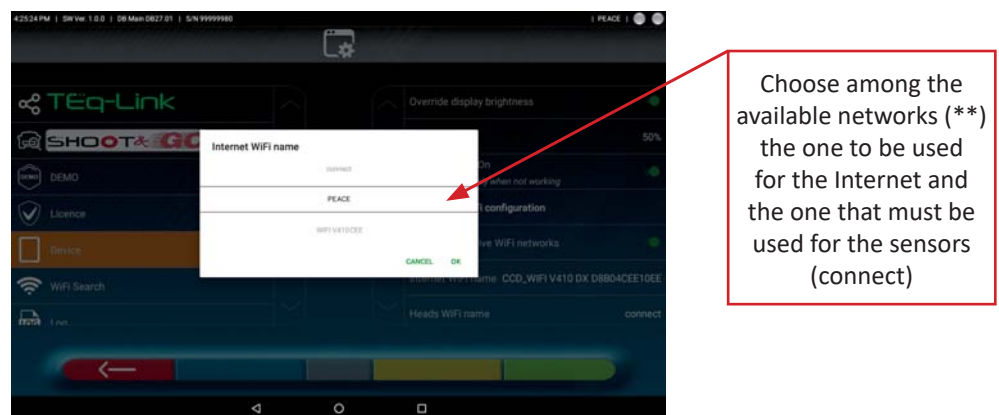 4:25:24 PM | SW Ver. 1.0.0 | DB Main DB27.01 | S/N 99999980
| PEACE |
TEq-Link
Override display brightness
SHOOT& GO
50%
Internet WiFi name
connect
DEMO
when not working
PEACE
Licence
configuration
WIFI V410 CEE
Device
WiFi networks
CANCEL OK
WiFi Search
Internet WiFi name CCD_WIFI V410 DX D8B04CEE10EE
Heads WiFi name connect
Log
Choose among the
available networks (**)
the one to be used
for the Internet and
the one that must be
used for the sensors
(connect)